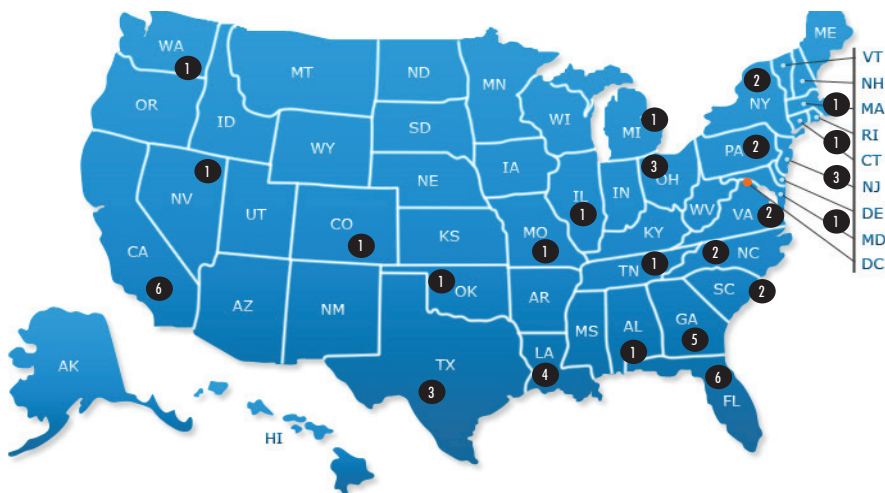 ME
WA
1
MT
ND
MN
VT
2
NH
OR
NY
1
MA
ID
SD
WI
MI
1
RI
WY
1
CT
IA
PA
2
3
NJ
1
NV
NE
IL
IN
3
OH
DE
UT
CO
1
KS
MO
1
1
KY
WV
VA
2
1
MD
DC
CA
6
AZ
NM
1
OK
AR
TN
1
2
NC
SC
2
MS
AL
1
GA
5
AK
TX
3
LA
4
6
FL
HI